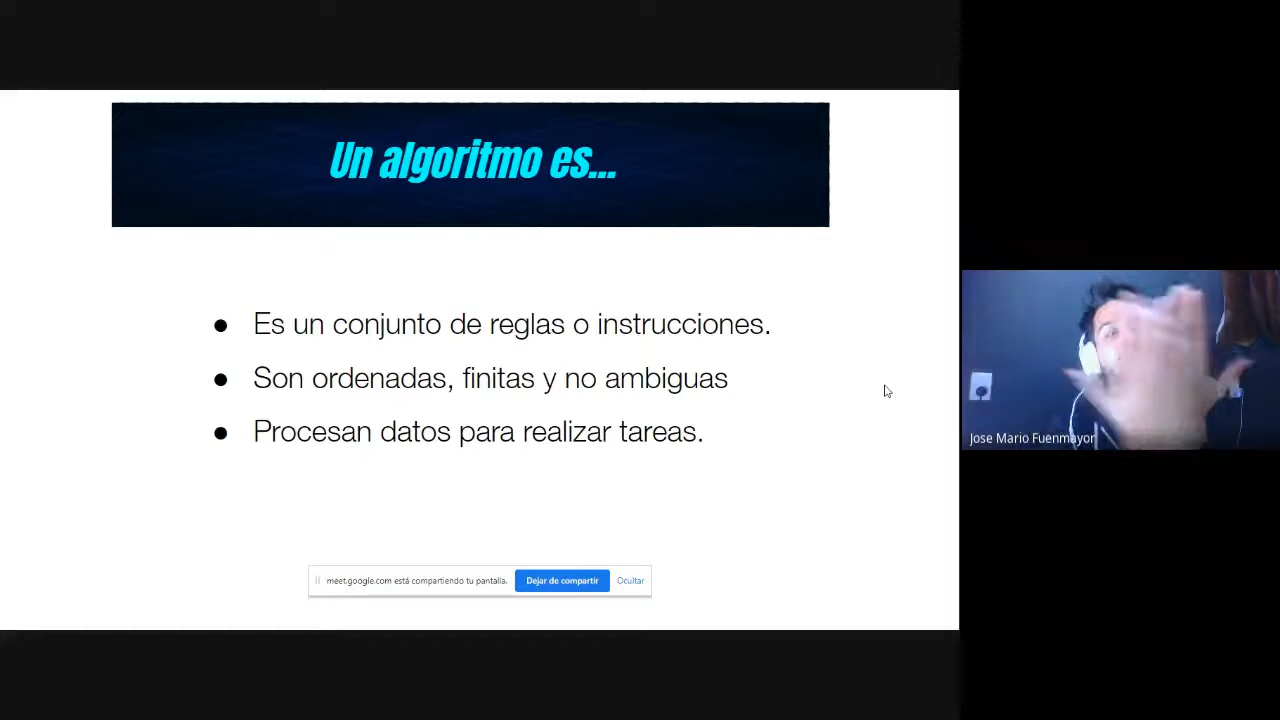 Un algoritmo es...
● Es un conjunto de reglas o instrucciones.
● Son ordenadas, finitas y no ambiguas
● Procesan datos para realizar tareas.
meet.google.com está compartiendo tu pantalla. Dejar de compartir Ocultar
Jose Mario Fuenmayor